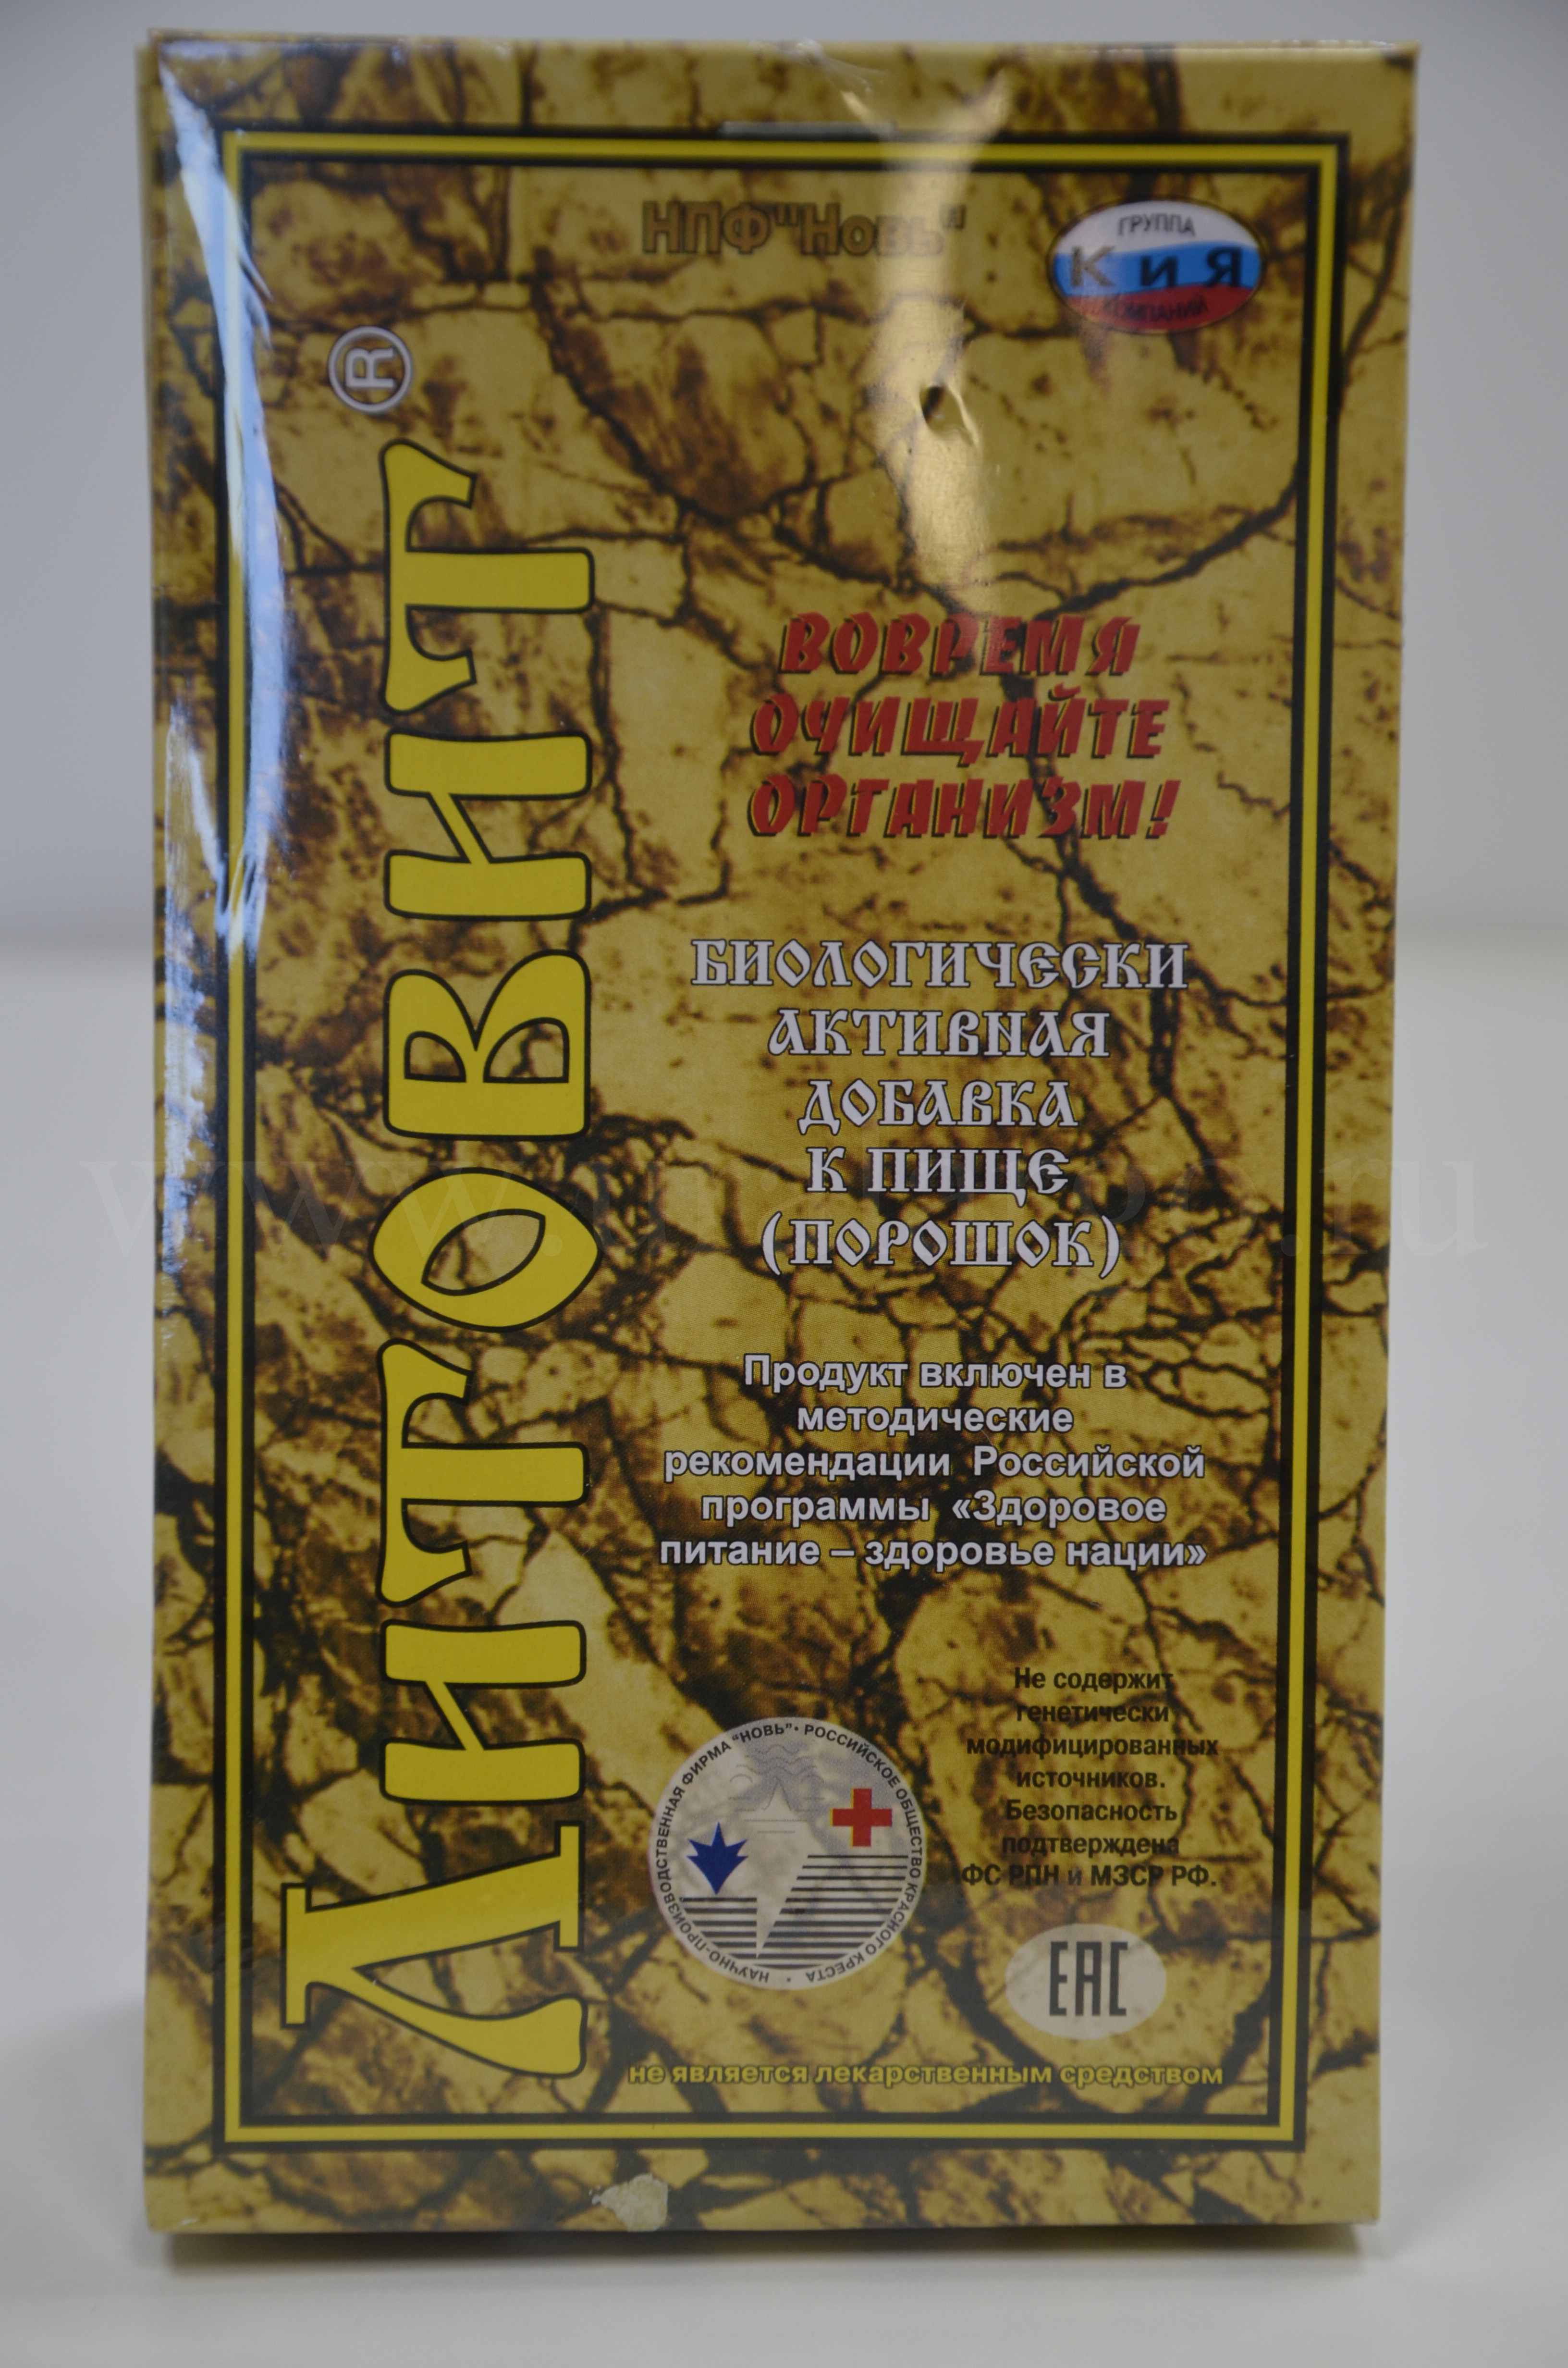 НПФ"Новь"
ГРУППА
КиЯ
КОМПАНИЙ
ЛИТОВИТ®
ВОВРЕМЯ
ОЧИЩАЙТЕ
ОРГАНИЗМ!
БИОЛОГИЧЕСКИ
АКТИВНАЯ
ДОБАВКА
К ПИЩЕ
(ПОРОШОК)
Продукт включен в
методические
рекомендации Российской
программы «Здоровое
питание – здоровье нации»
Не содержит
генетически
модифицированных
источников.
Безопасность
подтверждена
ФС РПН и МЗСР РФ.
НАУЧНО-ПРОИЗВОДСТВЕННАЯ ФИРМА "НОВЬ" • РОССИЙСКОЕ ОБЩЕСТВО КРАСНОГО КРЕСТА •
EAC
не является лекарственным средством